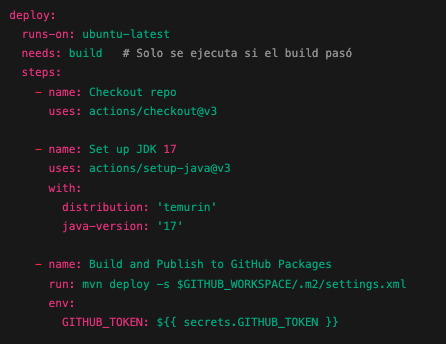 deploy:
  runs-on: ubuntu-latest
  needs: build   # Solo se ejecuta si el build pasó
  steps:
    - name: Checkout repo
      uses: actions/checkout@v3

    - name: Set up JDK 17
      uses: actions/setup-java@v3
      with:
        distribution: 'temurin'
        java-version: '17'

    - name: Build and Publish to GitHub Packages
      run: mvn deploy -s $GITHUB_WORKSPACE/.m2/settings.xml
      env:
        GITHUB_TOKEN: ${{ secrets.GITHUB_TOKEN }}